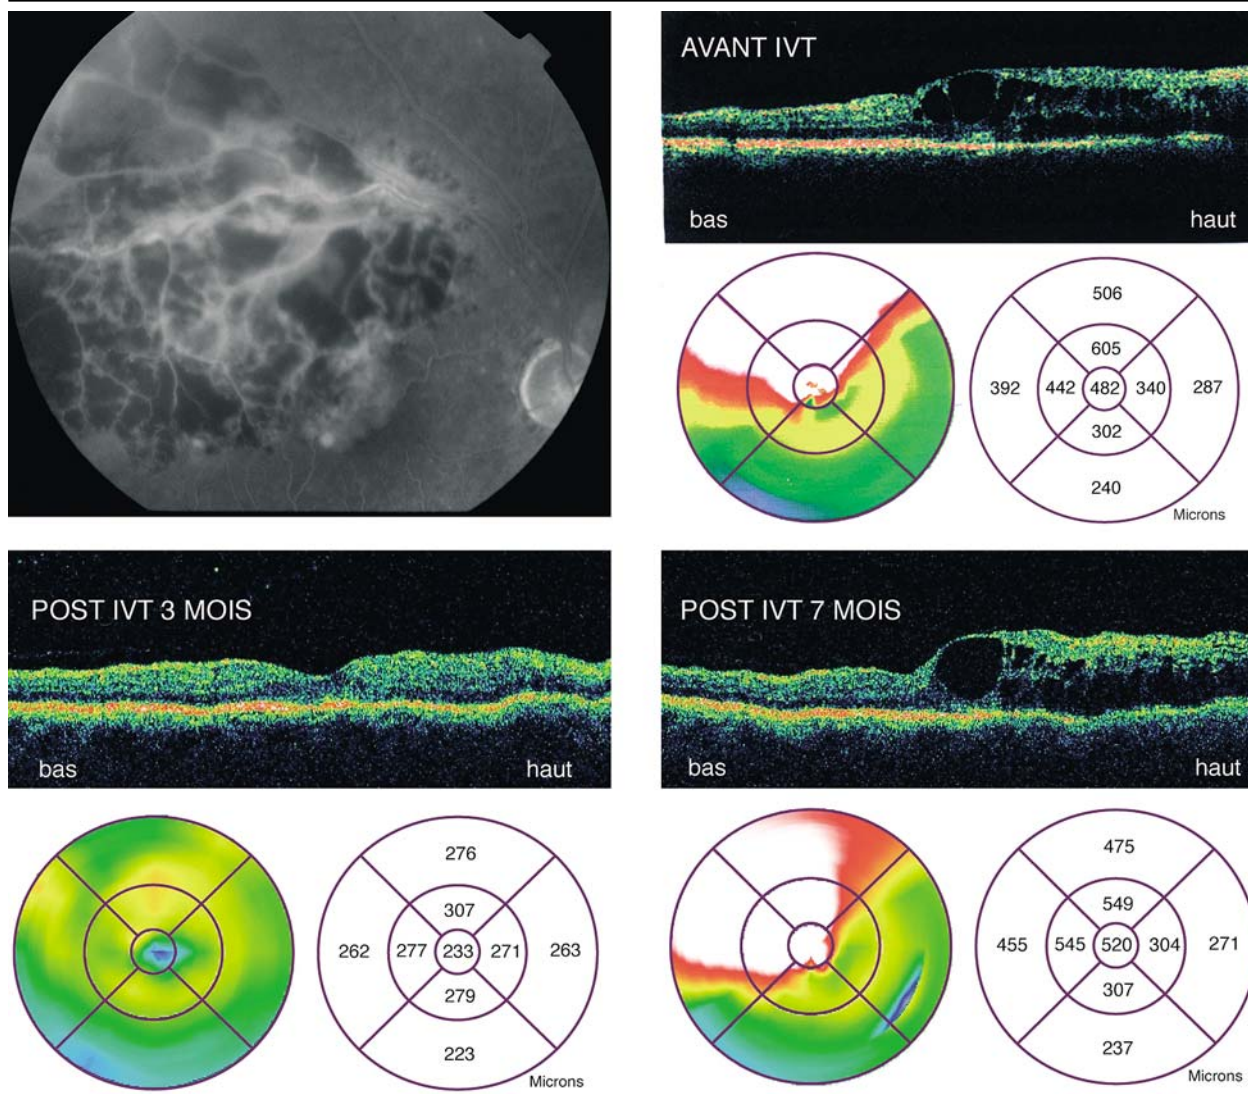 AVANT IVT
bas haut
506
605
392 442 482 340 287
302
240
Microns
POST IVT 3 MOIS
bas haut
276
307
262 277 233 271 263
279
223
Microns
POST IVT 7 MOIS
bas haut
475
549
455 545 520 304 271
307
237
Microns